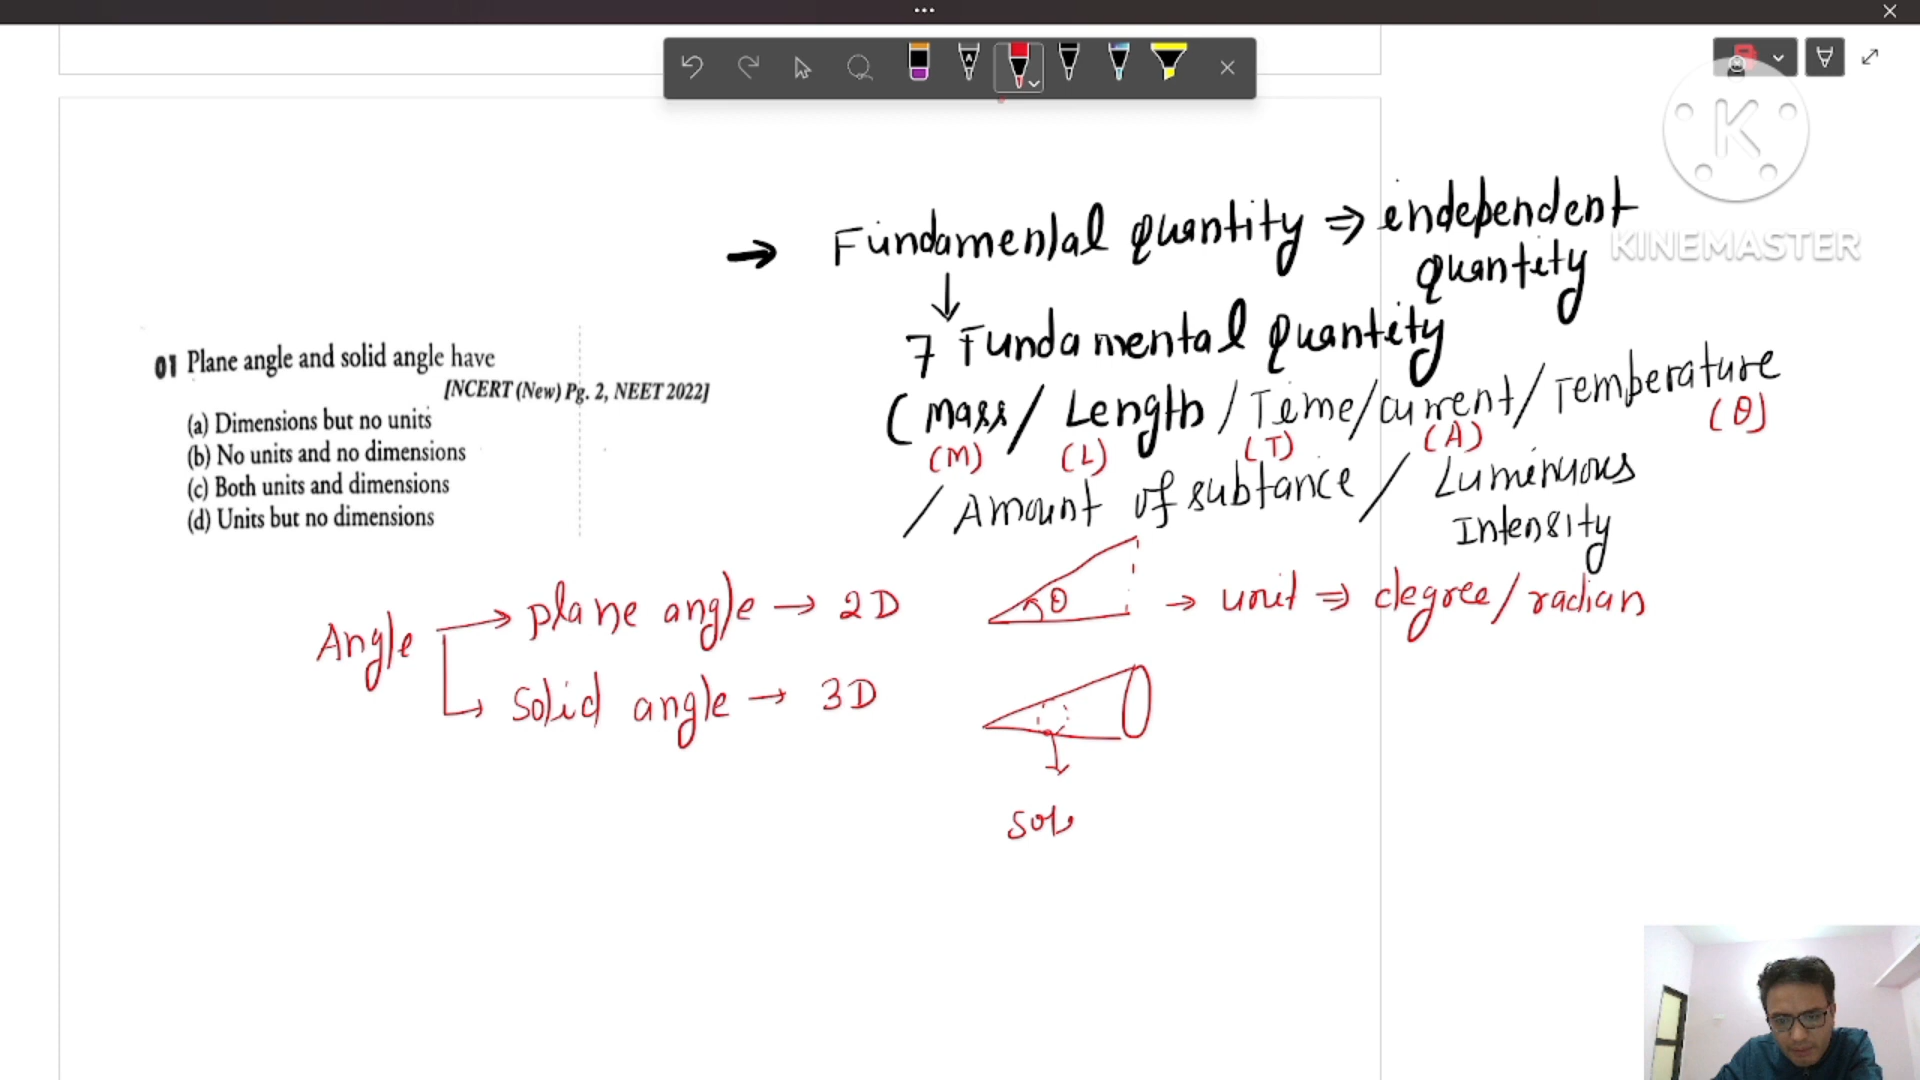 → Fundamental quantity ⇒ independent
quantity
KINEMASTER
↓
7 Fundamental quantity
(Mass / Length / Time / current / Temperature
(M) (L) (T) (A) (θ)
/ Amount of subtance / Luminuous
Intensity
01 Plane angle and solid angle have
[NCERT (New) Pg. 2, NEET 2022]
(a) Dimensions but no units
(b) No units and no dimensions
(c) Both units and dimensions
(d) Units but no dimensions
Angle → plane angle → 2D θ → unit ⇒ degree/radian
↳ Solid angle → 3D
↓
sol